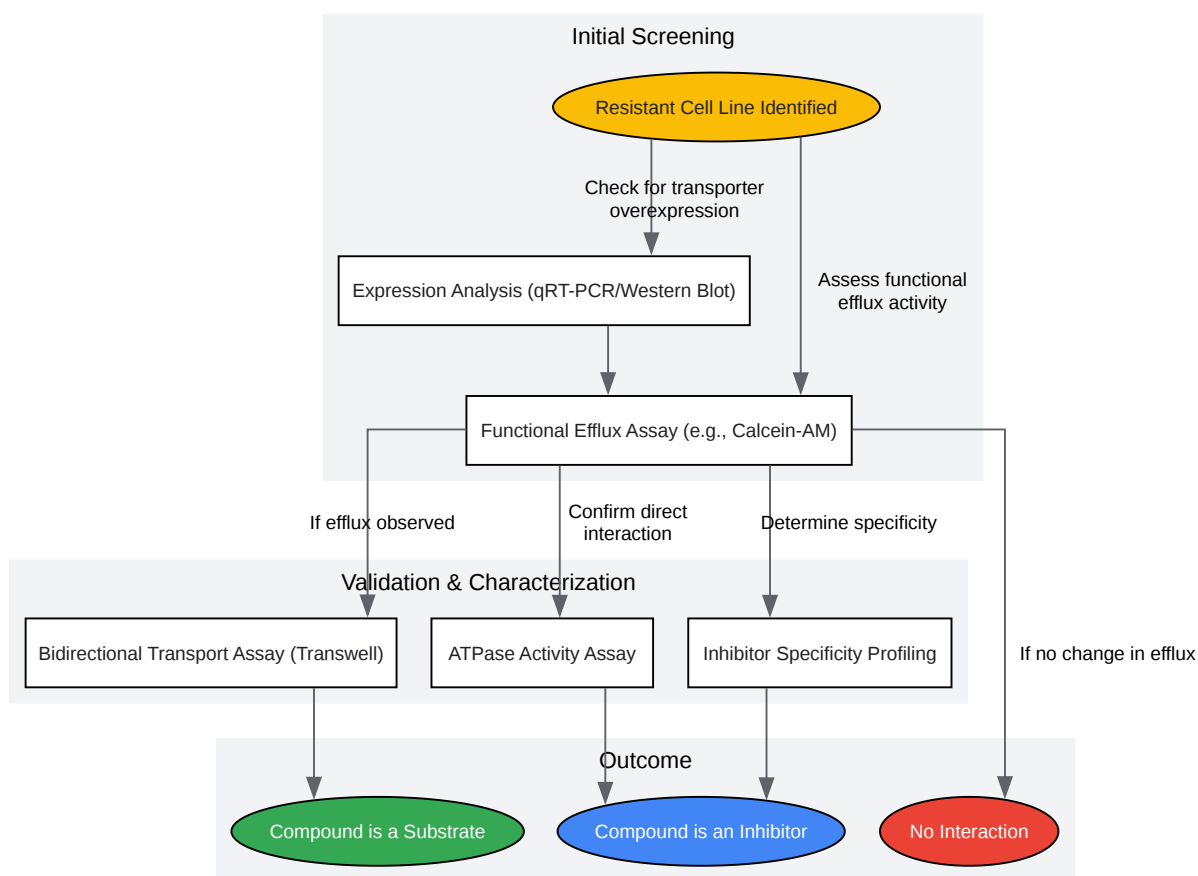 Initial Screening
Resistant Cell Line Identified
Check for transporter
overexpression
Expression Analysis (qRT-PCR/Western Blot)
Assess functional
efflux activity
Functional Efflux Assay (e.g., Calcein-AM)
If efflux observed
Confirm direct
interaction
Determine specificity
Validation & Characterization
Bidirectional Transport Assay (Transwell)
ATPase Activity Assay
Inhibitor Specificity Profiling
If no change in efflux
Outcome
Compound is a Substrate
Compound is an Inhibitor
No Interaction